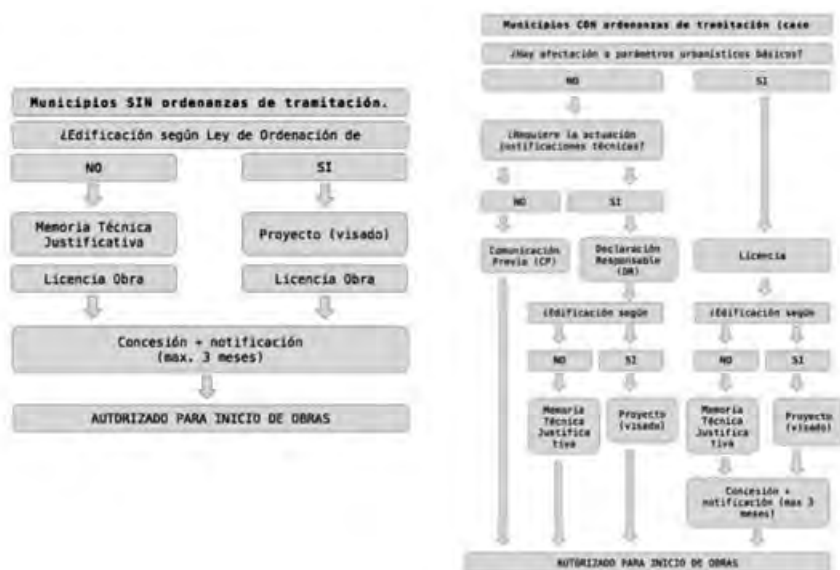 Municipios SIN ordenanzas de tramitación.
¿Edificación según Ley de Ordenación de
NO
SI
Memoria Técnica
Justificativa
Proyecto (visado)
Licencia Obra
Licencia Obra
Concesión + notificación
(max. 3 meses)
AUTORIZADO PARA INICIO DE OBRAS
Municipios CON ordenanzas de tramitación (caso
¿Hay afectación a parámetros urbanísticos básicos?
NO
SI
¿Requiere la actuación
justificaciones técnicas?
NO
SI
Comunicación
Previa (CP)
Declaración
Responsable
(DR)
Licencia
¿Edificación según
¿Edificación según
NO
SI
NO
SI
Memoria
Técnica
Justifica
tiva
Proyecto
(visado)
Memoria
Técnica
Justifica
tiva
Proyecto
(visado)
Concesión +
notificación (max 3
meses)
AUTORIZADO PARA INICIO DE OBRAS